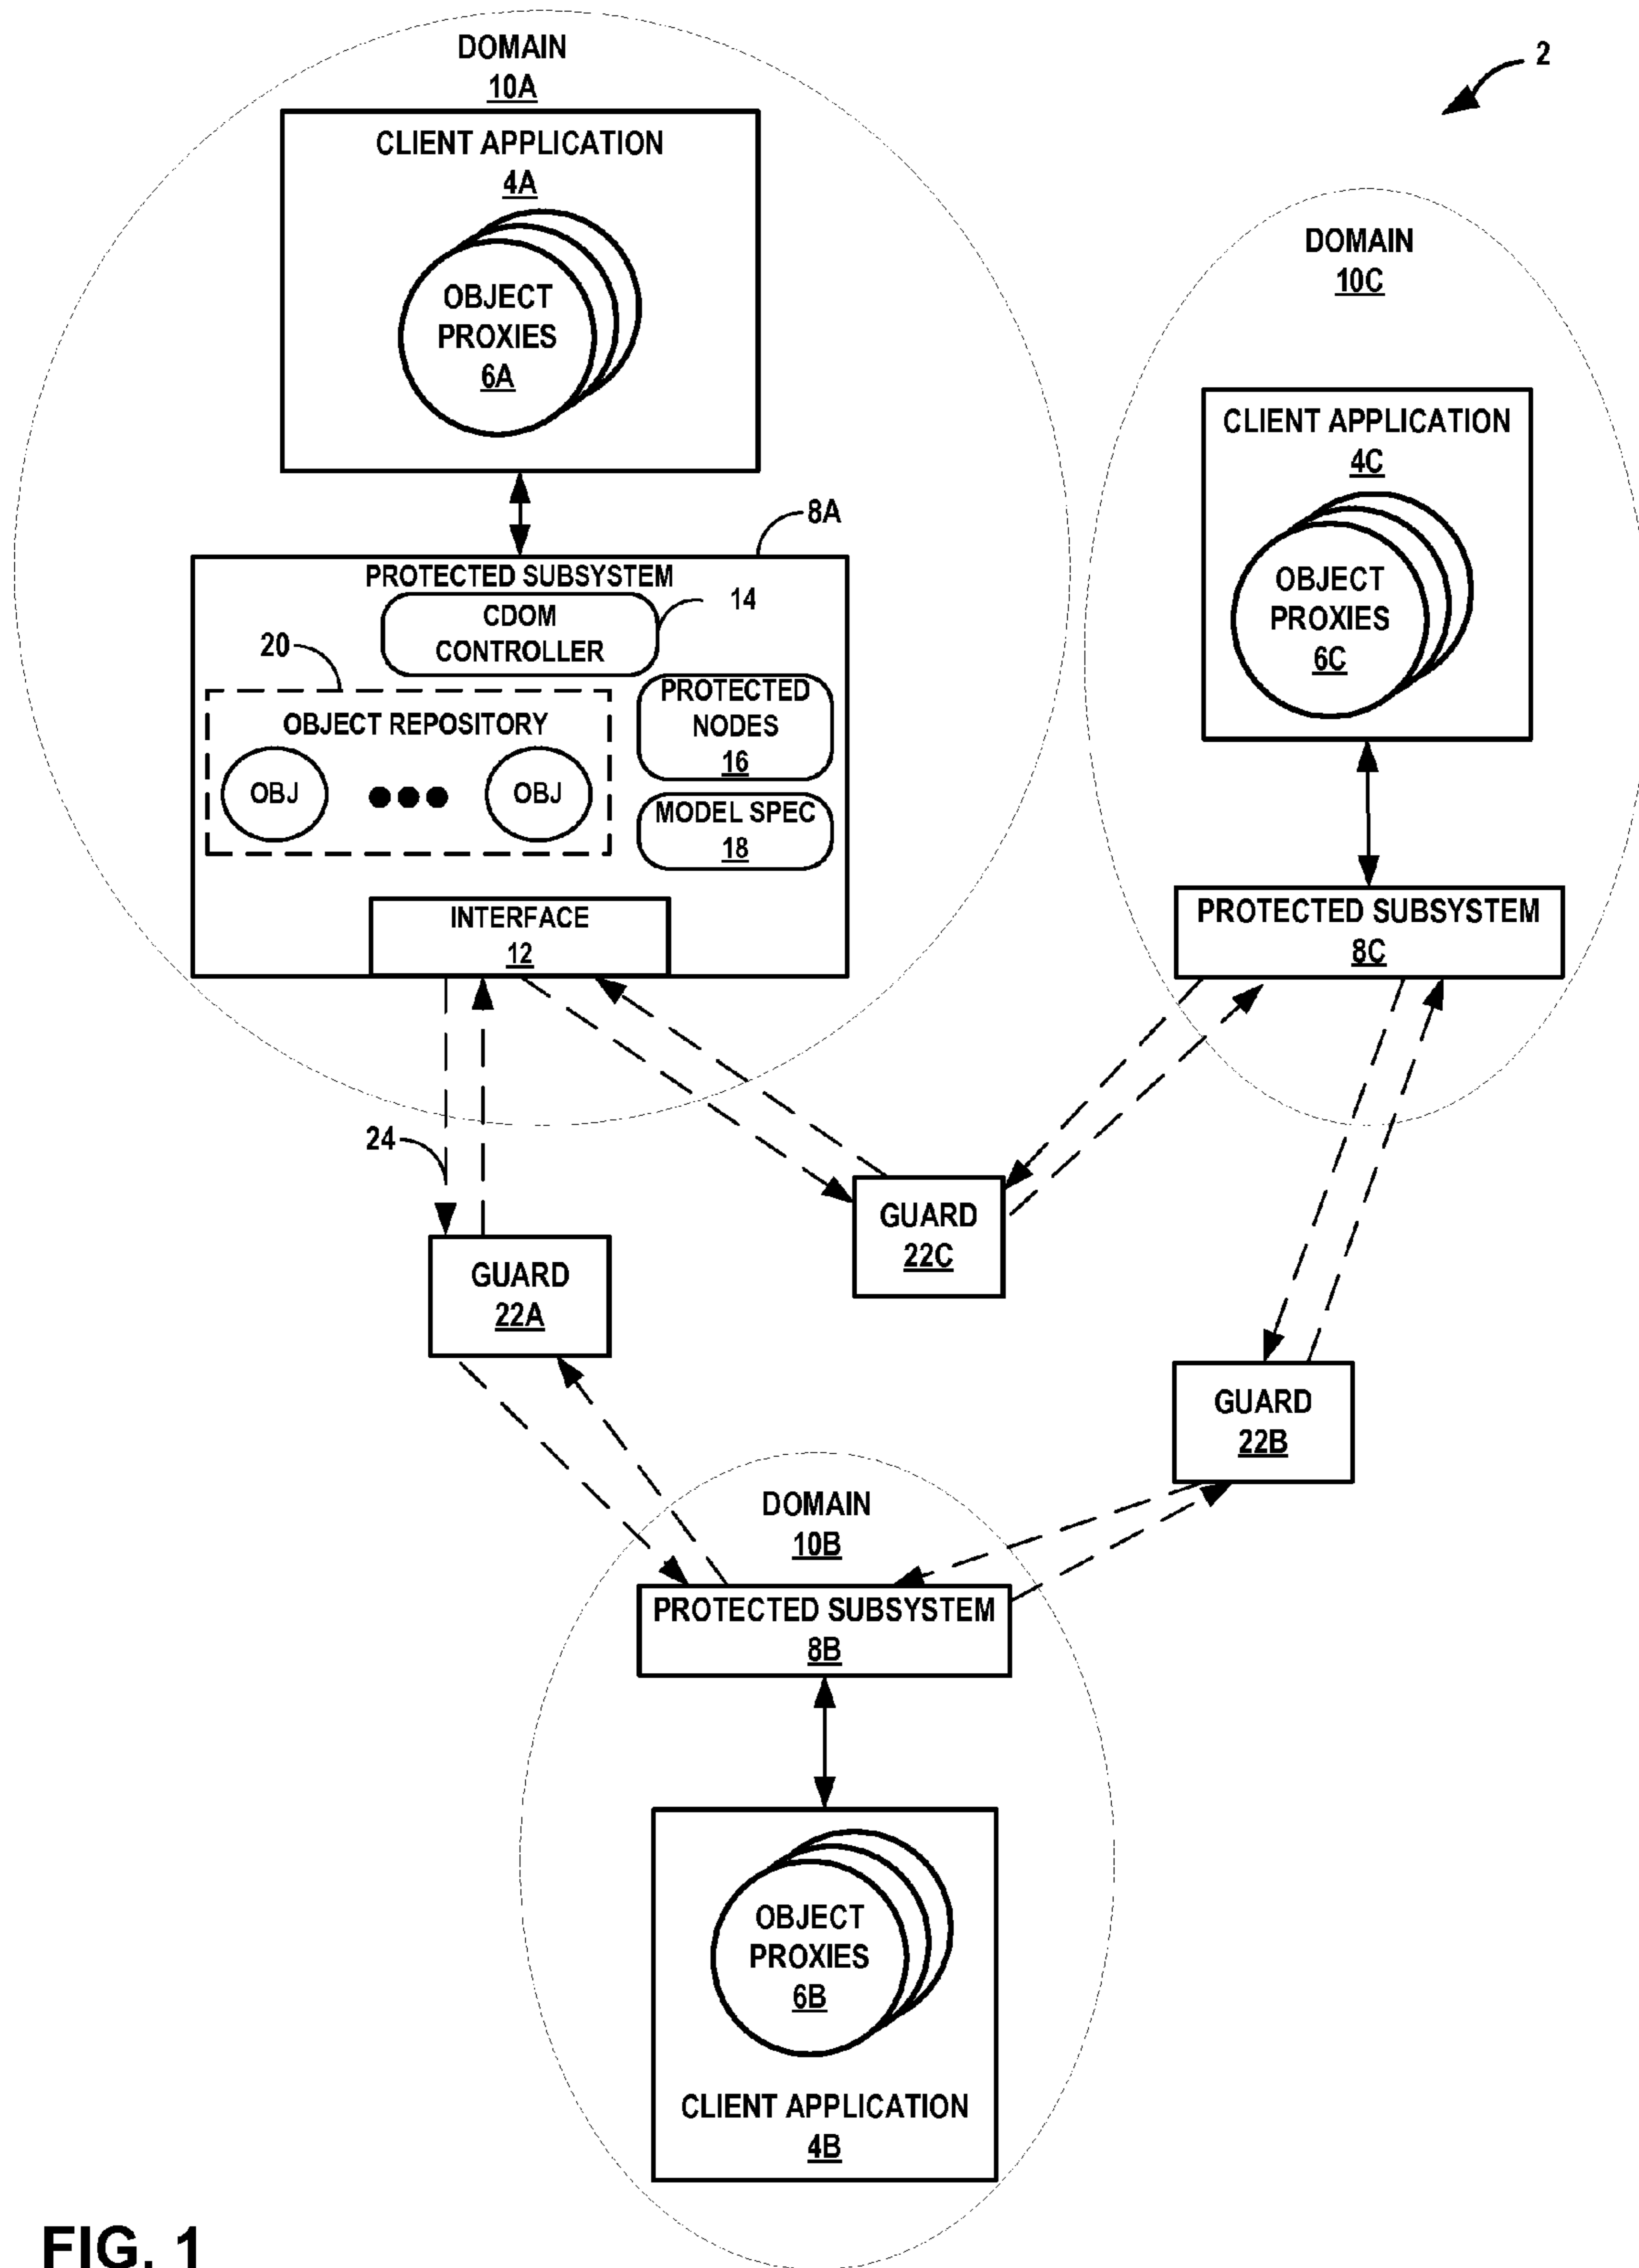 2
DOMAIN
10A
CLIENT APPLICATION
4A
OBJECT
PROXIES
6A
8A
PROTECTED SUBSYSTEM
CDOM
CONTROLLER
14
20
OBJECT REPOSITORY
OBJ
OBJ
PROTECTED
NODES
16
MODEL SPEC
18
INTERFACE
12
DOMAIN
10C
CLIENT APPLICATION
4C
OBJECT
PROXIES
6C
PROTECTED SUBSYSTEM
8C
24
GUARD
22A
GUARD
22C
GUARD
22B
DOMAIN
10B
PROTECTED SUBSYSTEM
8B
OBJECT
PROXIES
6B
CLIENT APPLICATION
4B
FIG. 1